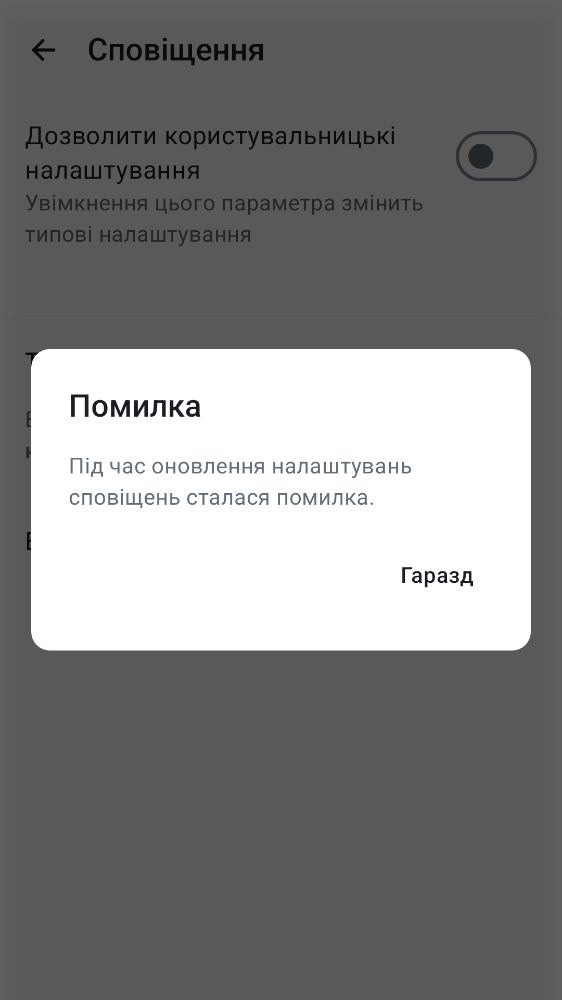 Сповіщення
Дозволити користувальницькі
налаштування
Увімкнення цього параметра змінить
типові налаштування
Помилка
Під час оновлення налаштувань
сповіщень сталася помилка.
Гаразд